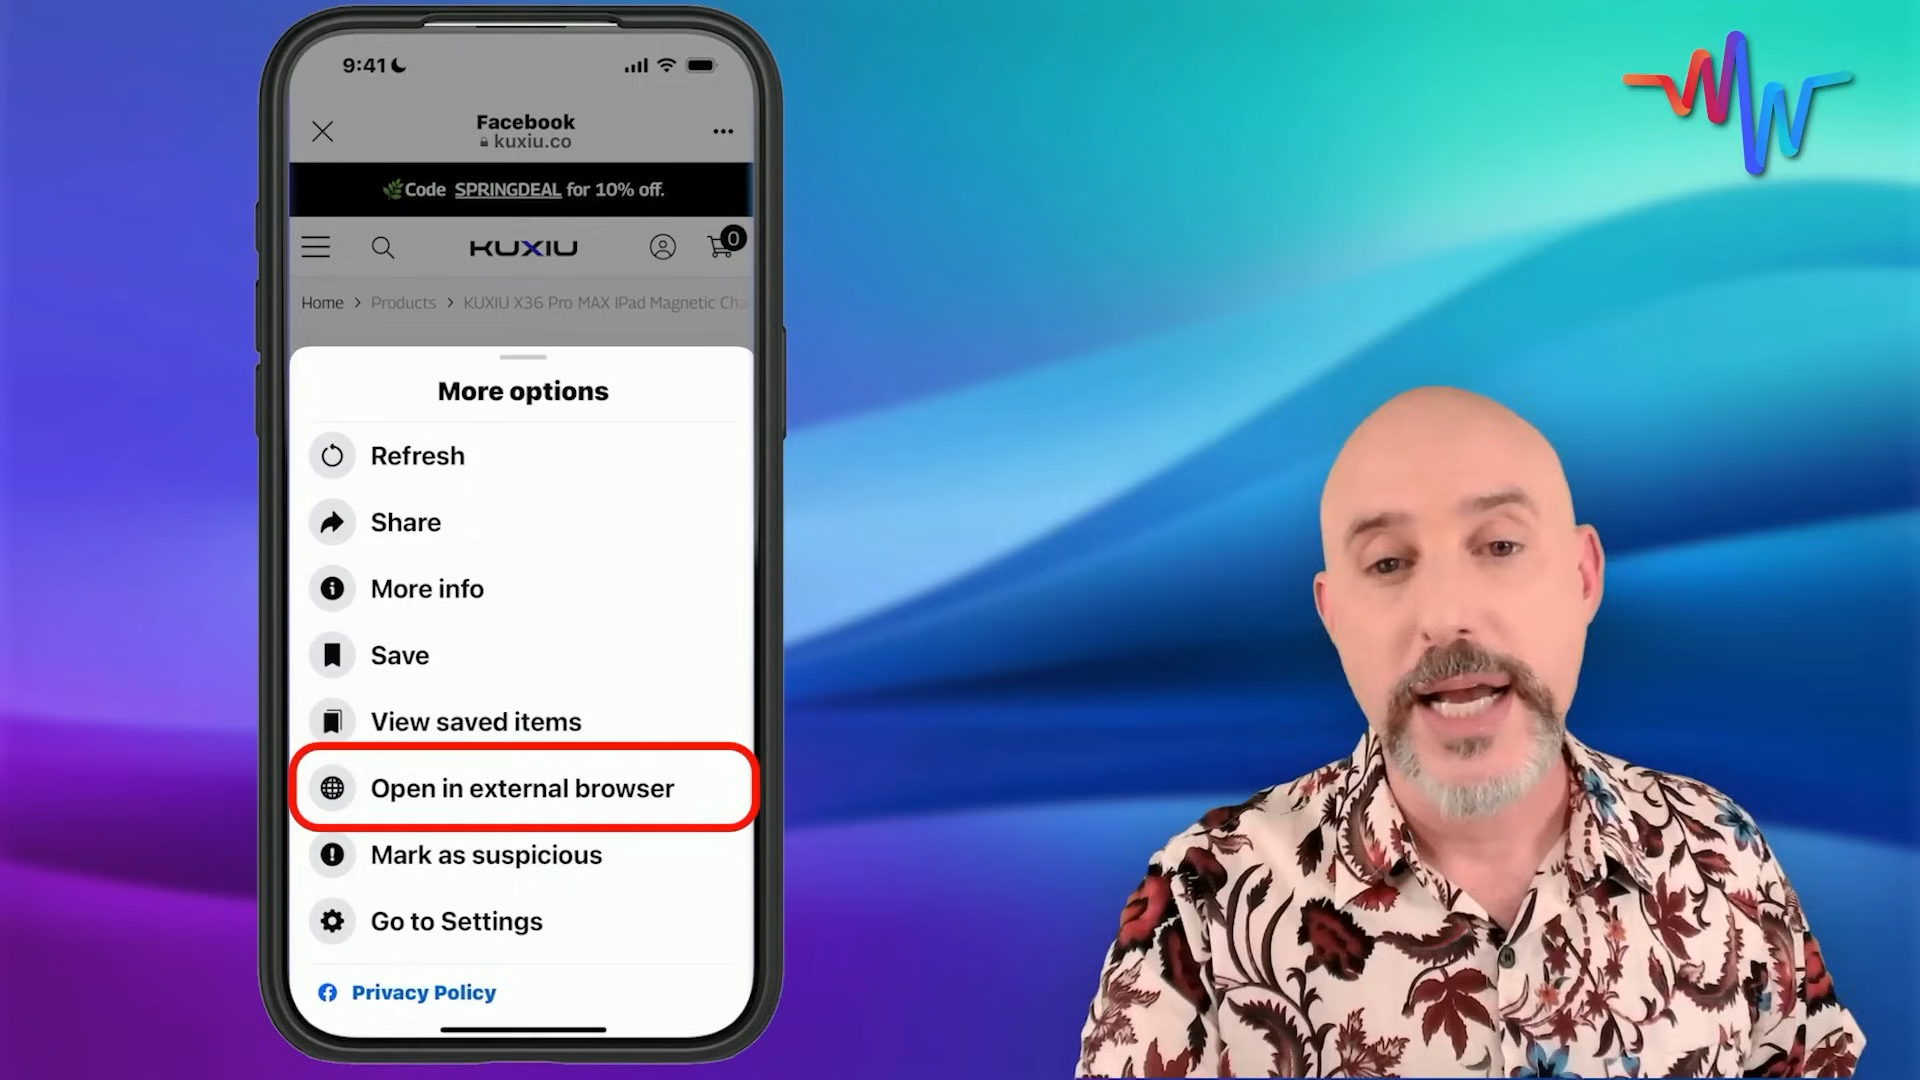 9:41
Facebook
kuxiu.co
Code SPRINGDEAL for 10% off.
KUXIU
0
Home > Products > KUXIU X36 Pro MAX IPad Magnetic Cha
More options
Refresh
Share
More info
Save
View saved items
Open in external browser
Mark as suspicious
Go to Settings
Privacy Policy